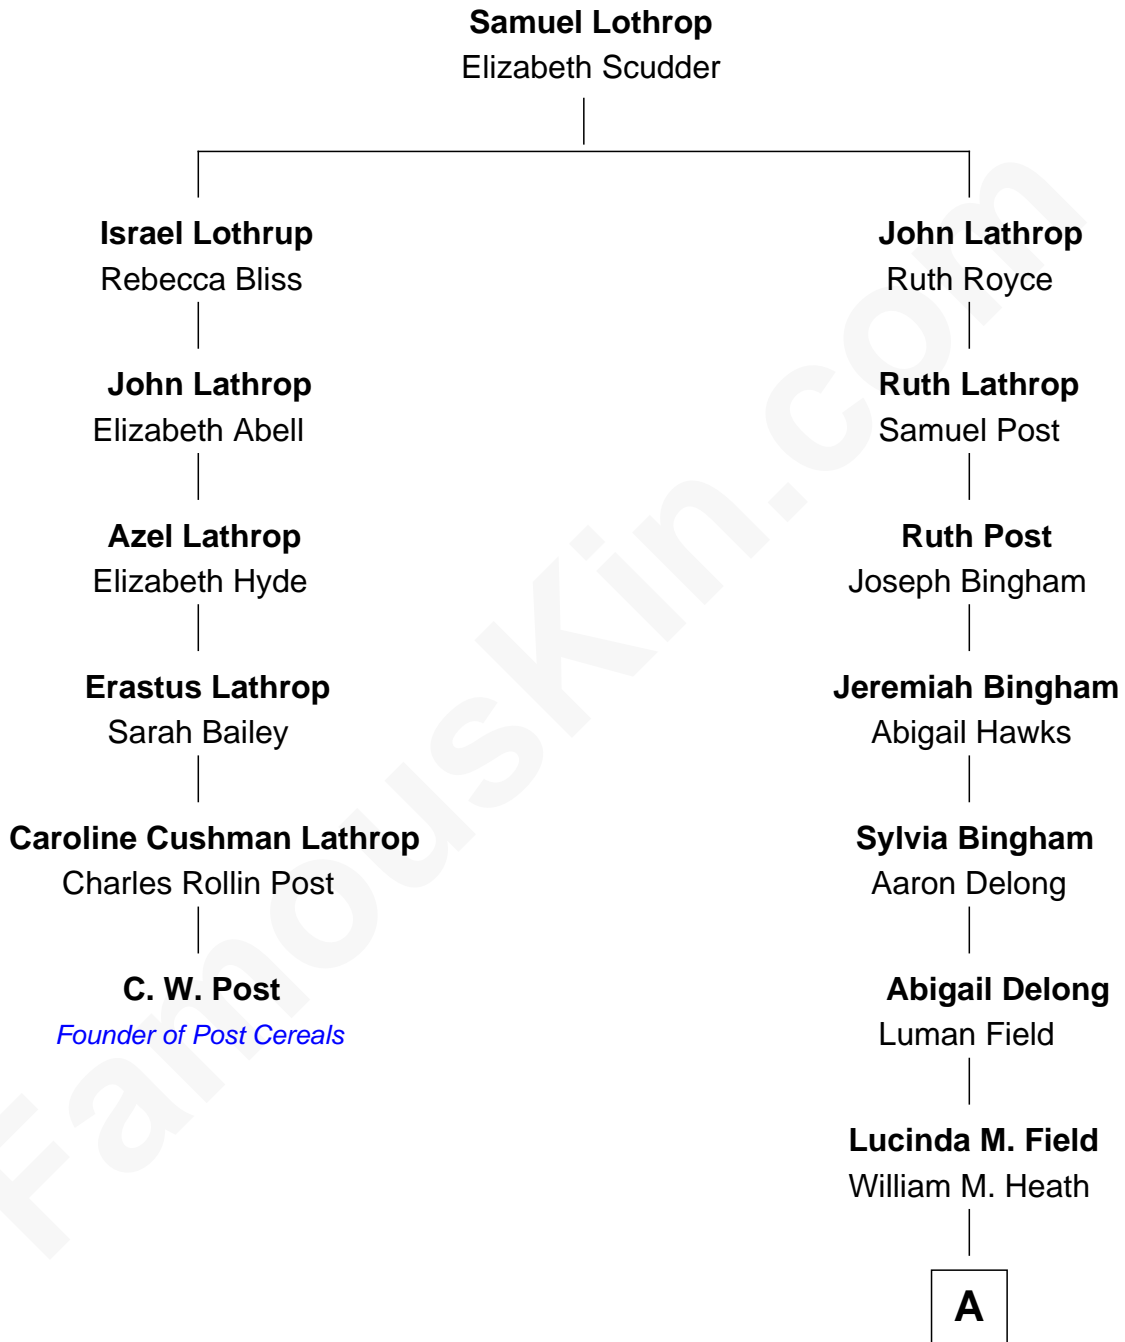 Samuel Lothrop
Elizabeth Scudder
Israel Lothrup
Rebecca Bliss
John Lathrop
Ruth Royce
John Lathrop
Elizabeth Abell
Ruth Lathrop
Samuel Post
Azel Lathrop
Elizabeth Hyde
Ruth Post
Joseph Bingham
Erastus Lathrop
Sarah Bailey
Jeremiah Bingham
Abigail Hawks
Caroline Cushman Lathrop
Charles Rollin Post
Sylvia Bingham
Aaron Delong
C. W. Post
Founder of Post Cereals
Abigail Delong
Luman Field
Lucinda M. Field
William M. Heath
A
FamousKin.com